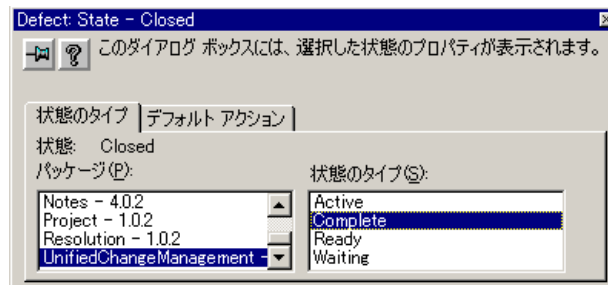 Defect: State - Closed
このダイアログ ボックスには、選択した状態のプロパティが表示されます。
状態のタイプ デフォルト アクション
状態: Closed
パッケージ(P): 状態のタイプ(S):
Notes - 4.0.2 Active
Project - 1.0.2 Complete
Resolution - 1.0.2 Ready
UnifiedChangeManagement - Waiting